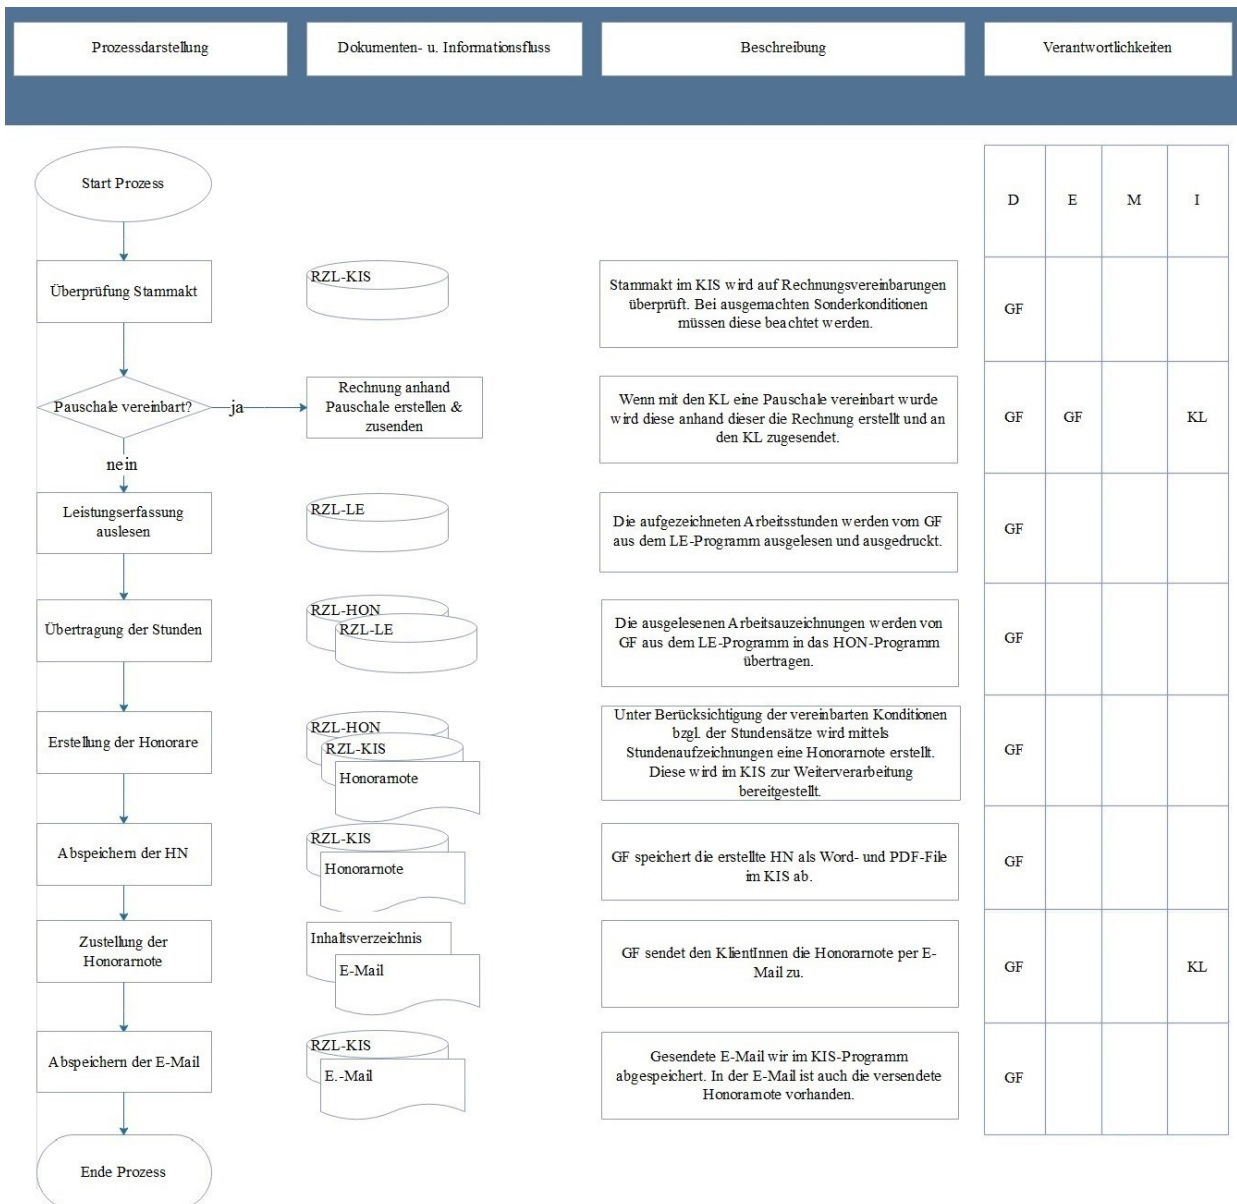 Prozessdarstellung
Dokumenten- u. Informationsfluss
Beschreibung
Verantwortlichkeiten
Start Prozess
D
E
M
I
Überprüfung Stammakt
RZL-KIS
Stammakt im KIS wird auf Rechnungsvereinbarungen
überprüft. Bei ausgemachten Sonderkonditionen
müssen diese beachtet werden.
GF
Pauschale vereinbart?
ja
Rechnung anhand
Pauschale erstellen &
zusenden
Wenn mit den KL eine Pauschale vereinbart wurde
wird diese anhand dieser die Rechnung erstellt und an
den KL zugesendet.
GF
GF
KL
nein
Leistungserfassung
auslesen
RZL-LE
Die aufgezeichneten Arbeitsstunden werden vom GF
aus dem LE-Programm ausgelesen und ausgedruckt.
GF
Übertragung der Stunden
RZL-HON
RZL-LE
Die ausgelesenen Arbeitsauzeichnungen werden von
GF aus dem LE-Programm in das HON-Programm
übertragen.
GF
Erstellung der Honorare
RZL-HON
RZL-KIS
Honorarnote
Unter Berücksichtigung der vereinbarten Konditionen
bzgl. der Stundensätze wird mittels
Stundenaufzeichnungen eine Honorarnote erstellt.
Diese wird im KIS zur Weiterverarbeitung
bereitgestellt.
GF
Abspeichern der HN
RZL-KIS
Honorarnote
GF speichert die erstellte HN als Word- und PDF-File
im KIS ab.
GF
Zustellung der
Honorarnote
Inhaltsverzeichnis
E-Mail
GF sendet den KlientInnen die Honorarnote per E-
Mail zu.
GF
KL
Abspeichern der E-Mail
RZL-KIS
E.-Mail
Gesendete E-Mail wir im KIS-Programm
abgespeichert. In der E-Mail ist auch die versendete
Honorarnote vorhanden.
GF
Ende Prozess